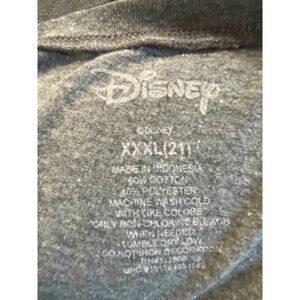 DISNEY
©DISNEY
XXXL(21)
MADE IN INDONESIA
60% COTTON
40% POLYESTER
MACHINE WASH COLD
WITH LIKE COLORS
ONLY NON-CHLORINE BLEACH
WHEN NEEDED
TUMBLE DRY LOW
DO NOT IRON DECORATION